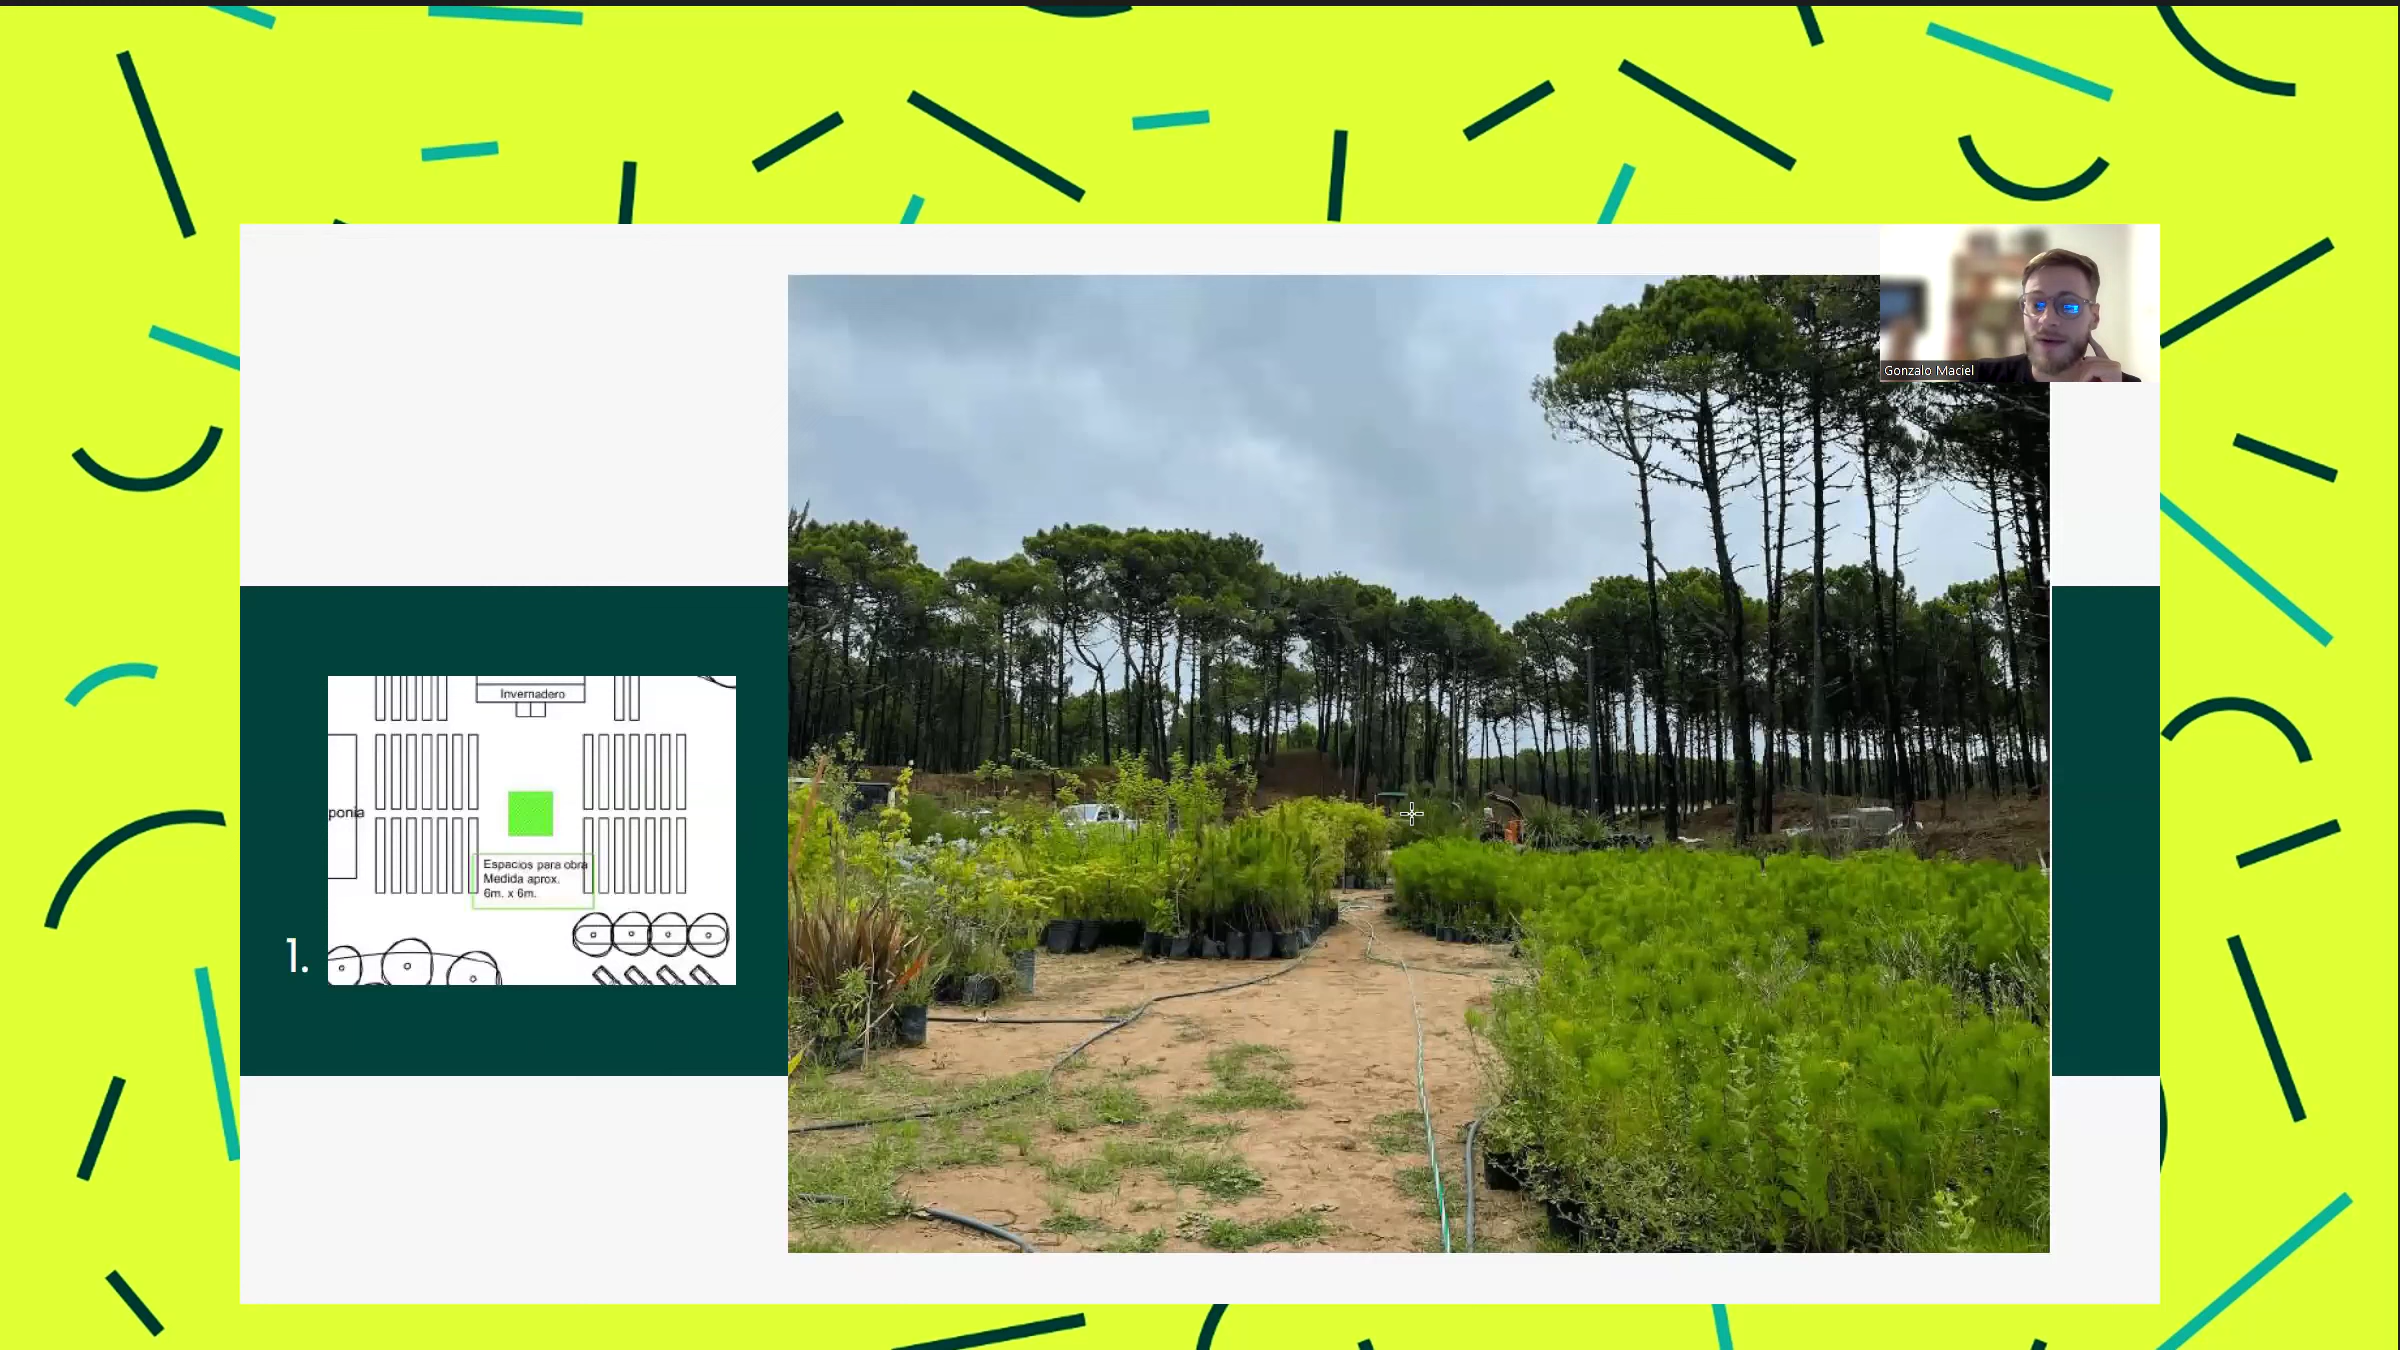 Gonzalo Maciel
Invernadero
ponia
Espacios para obra
Medida aprox.
6m. x 6m.
1.